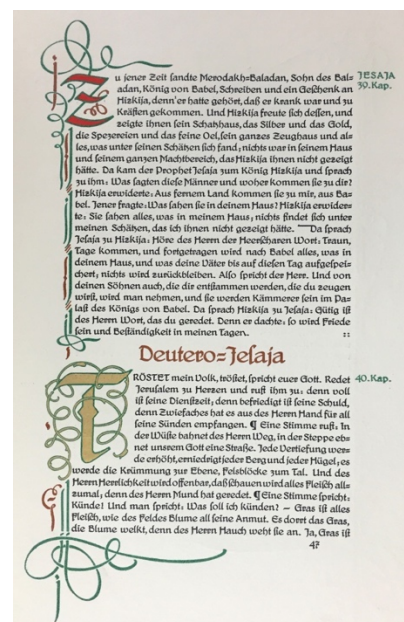 Zu jener Zeit sandte Merodakh-Baladan, Sohn des Bal-
adan, König von Babel, Schreiben und ein Geschenk an
Hizkija, denn er hatte gehört, daß er krank war und zu
Kräften gekommen. Und Hizkija freute sich dessen, und
zeigte ihnen sein Schatzhaus, das Silber und das Gold,
die Spezereien und das feine Oel, sein ganzes Zeughaus und al-
les, was unter seinen Schätzen sich fand; nichts war in seinem Haus
und seinem ganzen Machtbereich, das Hizkija ihnen nicht gezeigt
hätte. Da kam der Prophet Jesaja zum König Hizkija und sprach
zu ihm: Was sagten diese Männer und woher kommen sie zu dir?
Hizkija erwiderte: Aus fernem Land kommen sie zu mir, aus Ba-
bel. Jener fragte: Was sahen sie in deinem Haus? Hizkija erwider-
te: Sie sahen alles, was in meinem Haus; nichts findet sich unter
meinen Schätzen, das ich ihnen nicht gezeigt hätte. Da sprach
Jesaja zu Hizkija: Höre des Herrn der Heerscharen Wort: Traun,
Tage kommen, und fortgetragen wird nach Babel alles, was in
deinem Haus, und was deine Väter bis auf diesen Tag aufgespei-
chert; nichts wird zurückbleiben. Also spricht der Herr. Und von
deinen Söhnen auch, die dir entstammen werden, die du zeugen
wirst, wird man nehmen, und sie werden Kämmerer sein im Pa-
last des Königs von Babel. Da sprach Hizkija zu Jesaja: Gütig ist
des Herrn Wort, das du geredet. Denn er dachte: so wird Friede
sein und Beständigkeit in meinen Tagen. ::
JESAJA
39. Kap.
Deutero-Jesaja
TRÖSTET mein Volk, tröstet, spricht euer Gott. Redet
Jerusalem zu Herzen und ruft ihm zu: denn voll
ist seine Dienstzeit; denn befriedigt ist seine Schuld,
denn Zwiefaches hat es aus des Herrn Hand für all
seine Sünden empfangen. ¶ Eine Stimme ruft: In
der Wüste bahnet des Herrn Weg, in der Steppe eb-
net unserm Gott eine Straße. Jede Vertiefung wer-
de erhöht, erniedrigt jeder Berg und jeder Hügel; es
werde die Krümmung zur Ebene, Felsblöcke zum Tal. Und des
Herrn Herrlichkeit wird offenbar, daß schauen wird alles Fleisch all-
zumal; denn des Herrn Mund hat geredet. ¶ Eine Stimme spricht:
Künde! Und man spricht: Was soll ich künden? – Gras ist alles
Fleisch, wie des Feldes Blume all seine Anmut. Es dorrt das Gras,
die Blume welkt, denn des Herrn Hauch weht sie an. Ja, Gras ist
40. Kap.
47